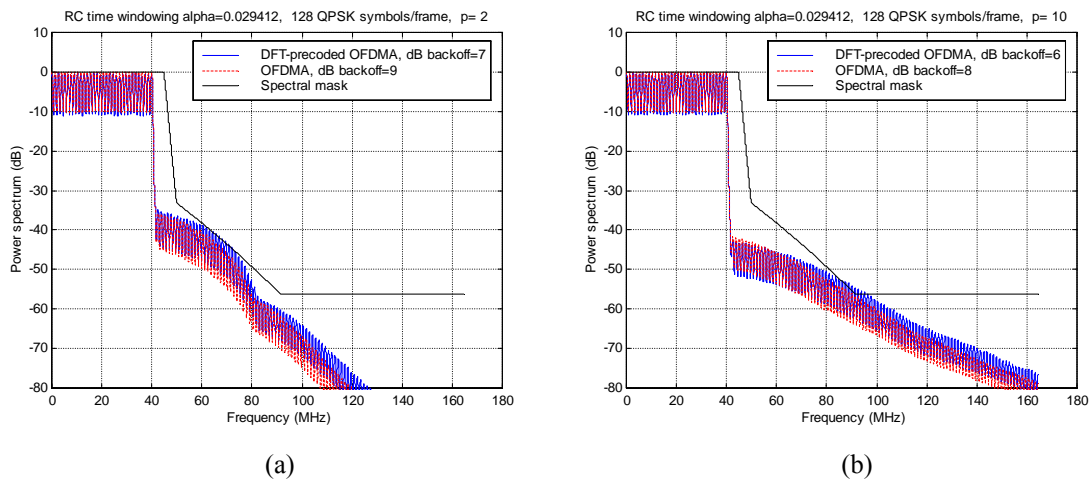 RC time windowing alpha=0.029412, 128 QPSK symbols/frame, p= 2
DFT-precoded OFDMA, dB backoff=7
OFDMA, dB backoff=9
Spectral mask
Power spectrum (dB)
10
0
-10
-20
-30
-40
-50
-60
-70
-80
0 20 40 60 80 100 120 140 160 180
Frequency (MHz)
(a)
RC time windowing alpha=0.029412, 128 QPSK symbols/frame, p= 10
DFT-precoded OFDMA, dB backoff=6
OFDMA, dB backoff=8
Spectral mask
Power spectrum (dB)
10
0
-10
-20
-30
-40
-50
-60
-70
-80
0 20 40 60 80 100 120 140 160 180
Frequency (MHz)
(b)